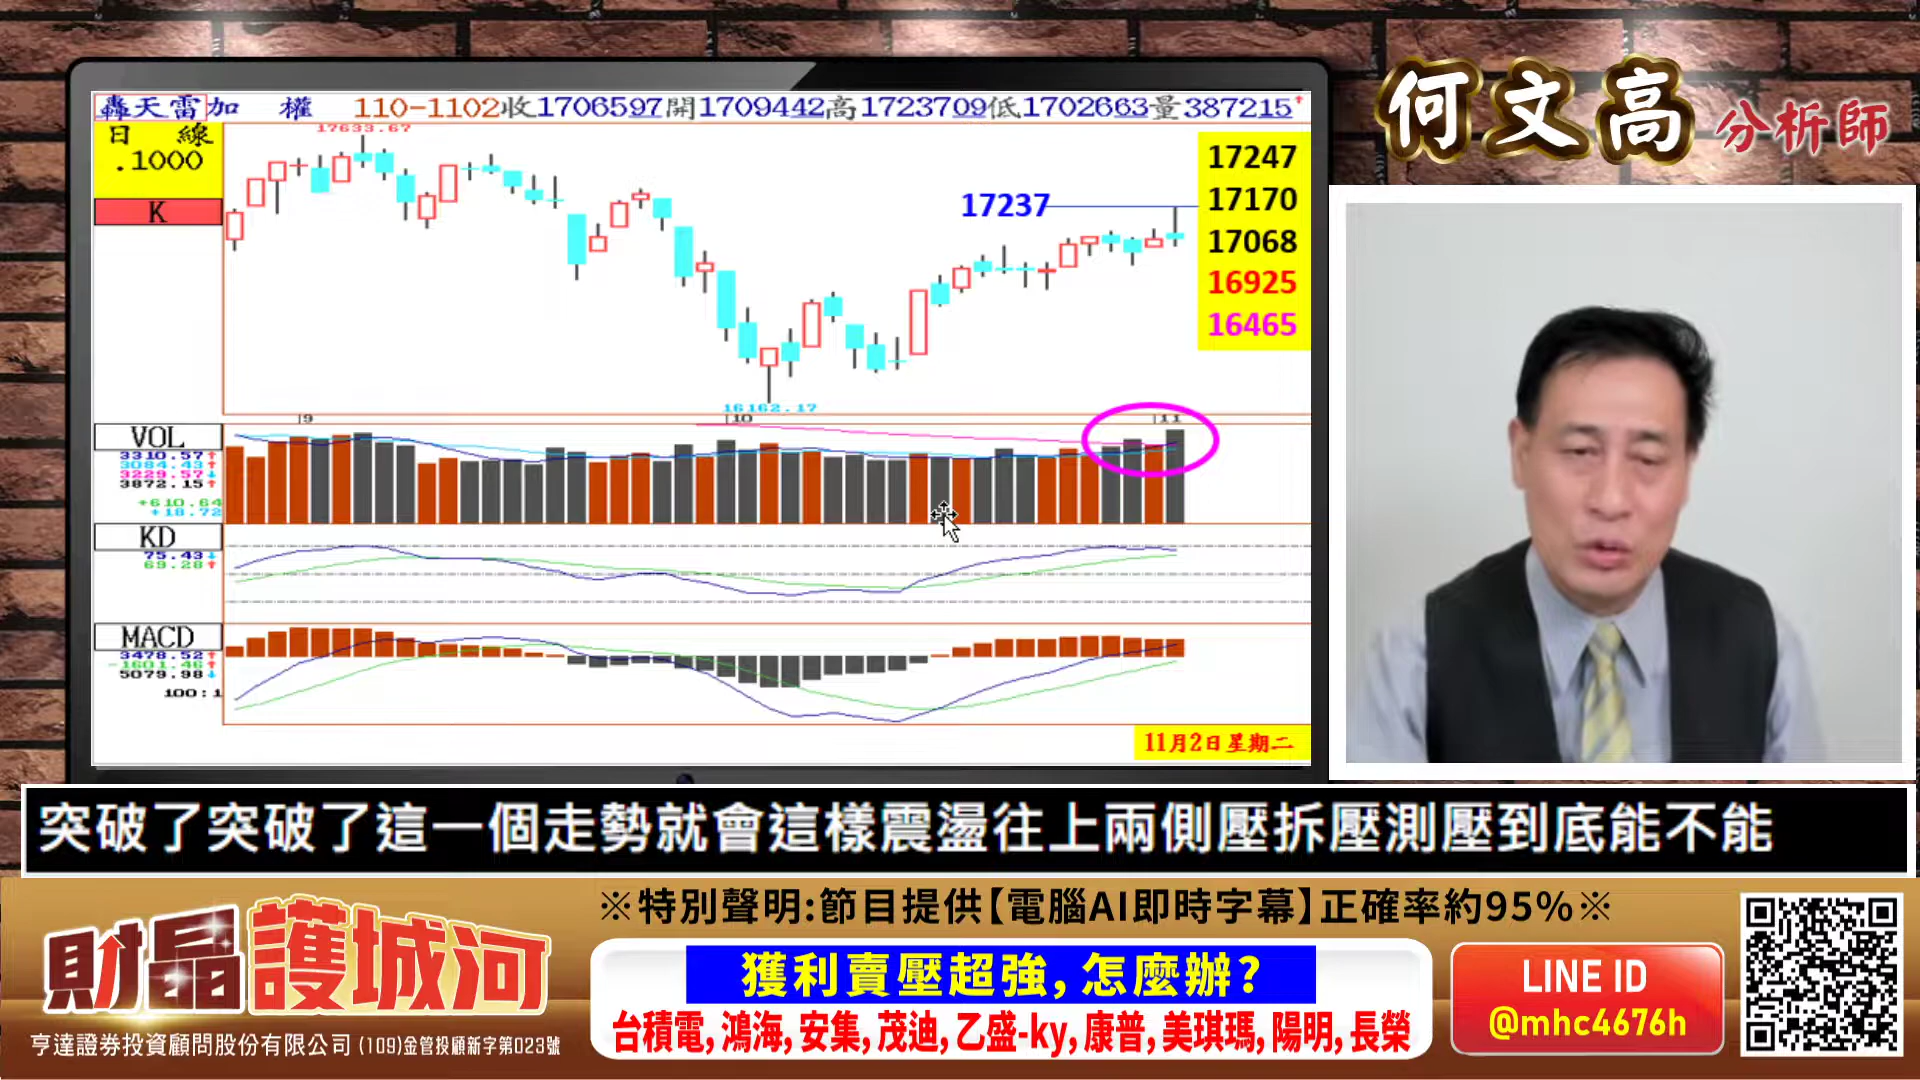 轟天雷加 權 110-1102收1706597開1709442高1723709低1702663量387215↑
日 線
.1000
K
17633.67
17237
17247
17170
17068
16925
16465
16162.17
9
10
11
VOL
3310.57↑
3084.43↑
3229.57↓
3872.15↑
+610.64
+18.72
KD
75.43↓
69.28↑
MACD
3478.52↑
-1601.46↑
5079.98↓
100:1
11月2日星期二
何文高 分析師
突破了突破了這一個走勢就會這樣震盪往上兩側壓拆壓測壓到底能不能
財晶護城河
亨達證券投資顧問股份有限公司 (109)金管投顧新字第023號
※特別聲明:節目提供【電腦AI即時字幕】正確率約95%※
獲利賣壓超強,怎麼辦?
台積電,鴻海,安集,茂迪,乙盛-ky,康普,美琪瑪,陽明,長榮
LINE ID
@mhc4676h